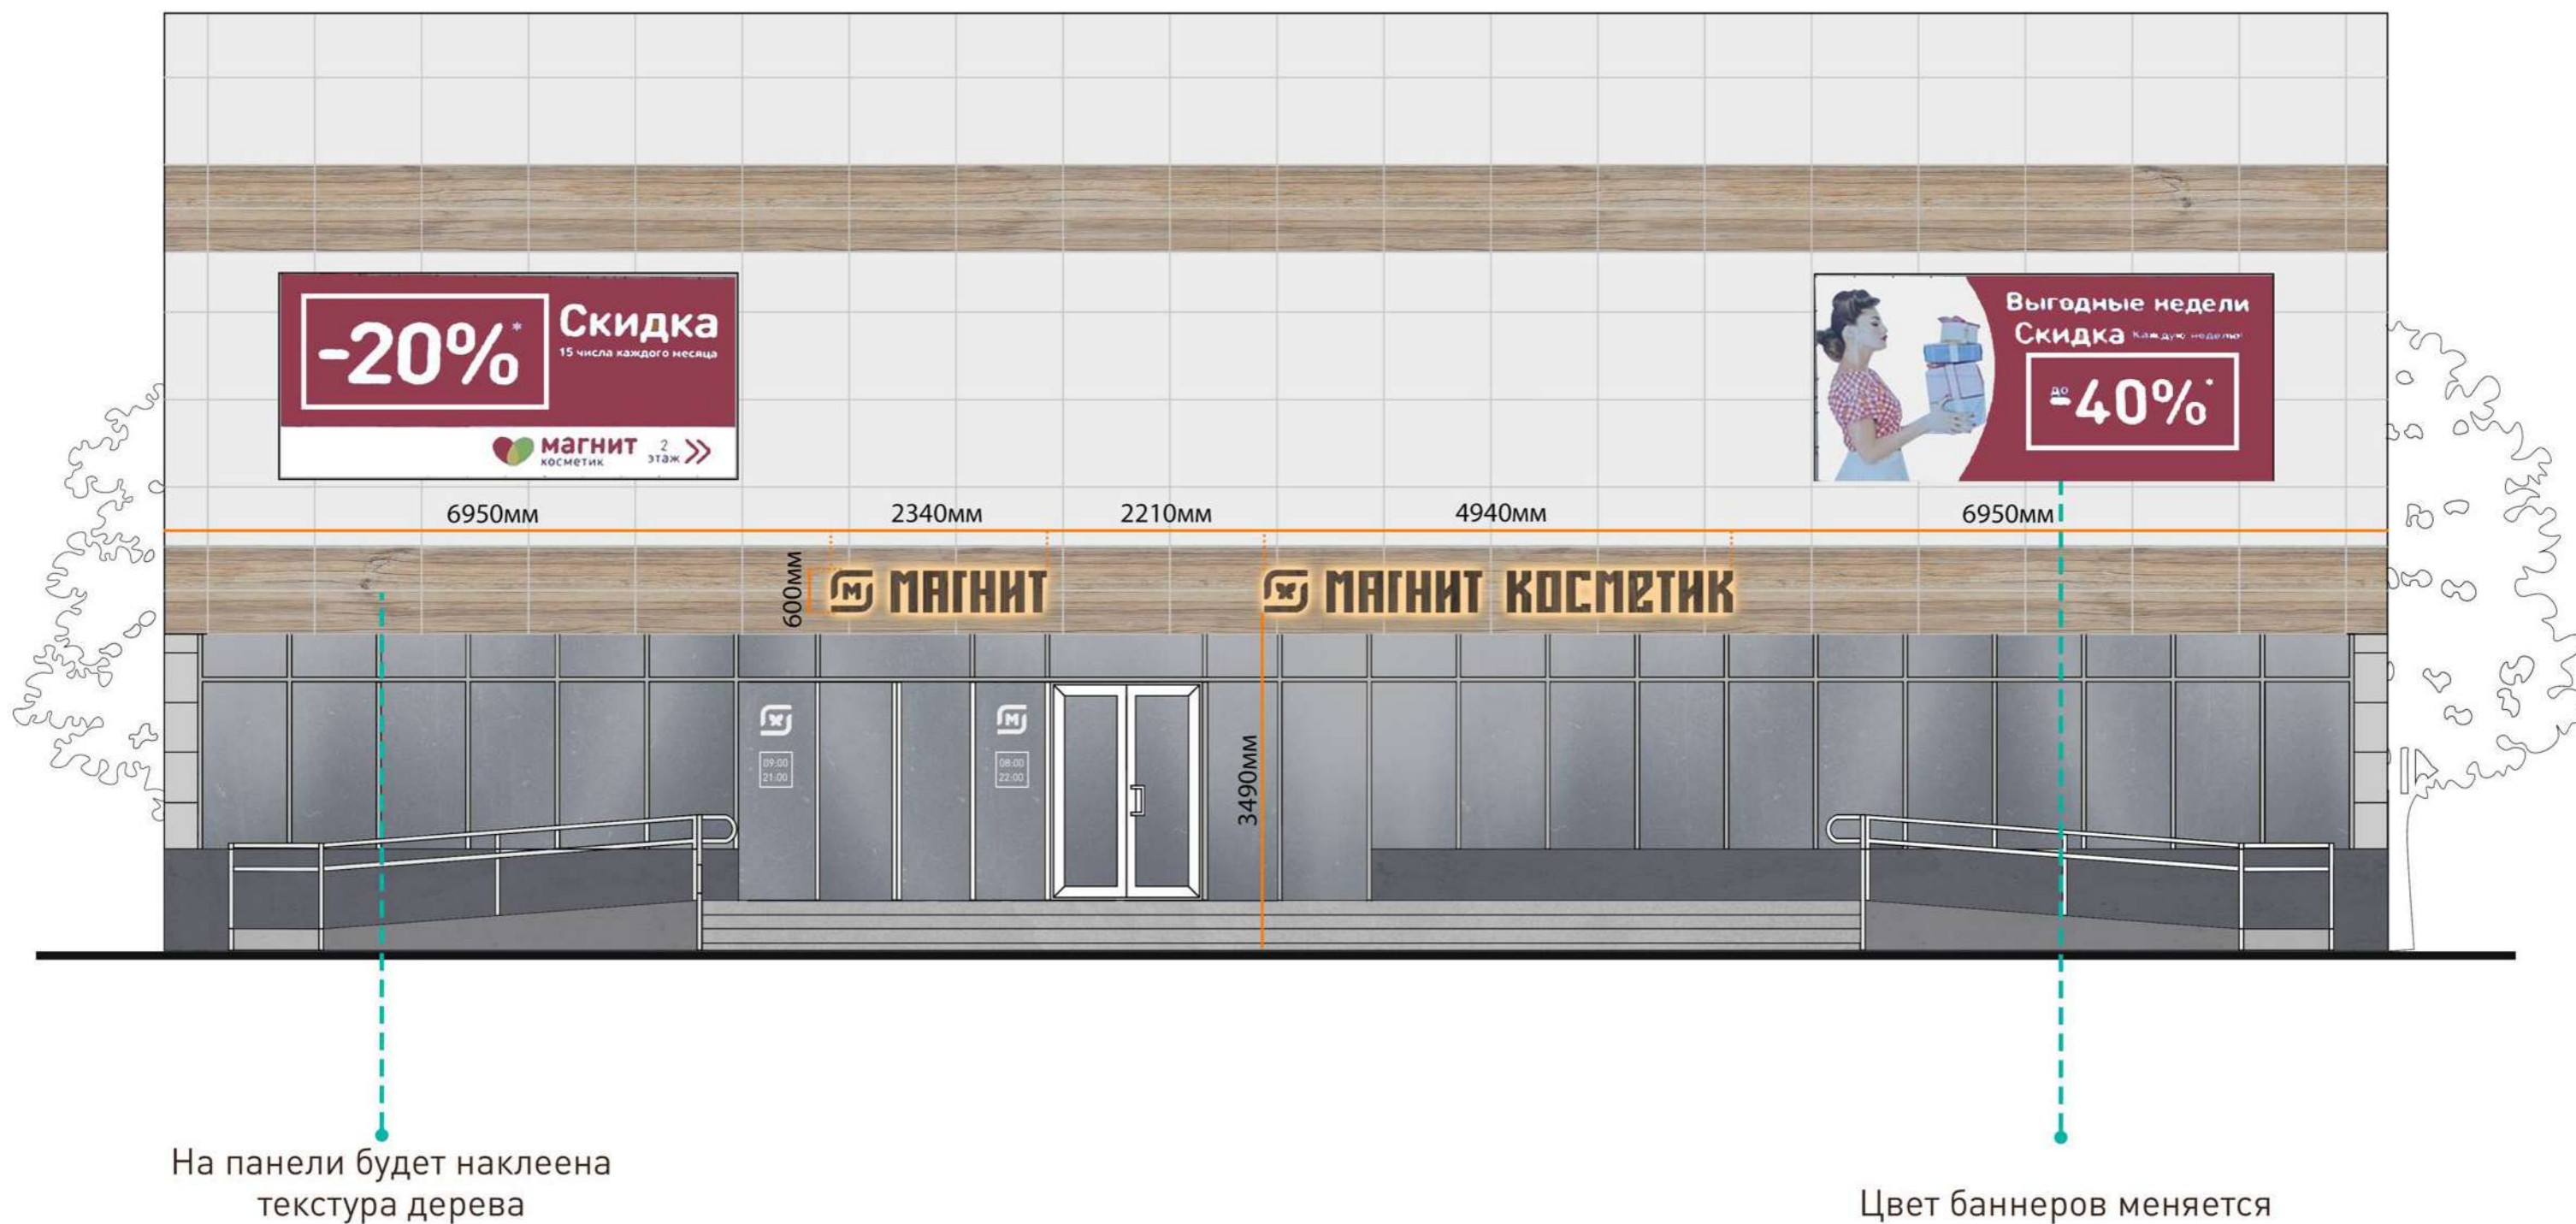 -20%*
Скидка
15 числа каждого месяца
магнит
косметик
2
этаж
Выгодные недели
Скидка Каждую неделю!
до
-40%*
6950мм
2340мм
2210мм
4940мм
6950мм
600мм
М МАГНИТ
МАГНИТ КОСМЕТИК
М
09:00
21:00
08:00
22:00
3490мм
На панели будет наклеена
текстура дерева
Цвет баннеров меняется